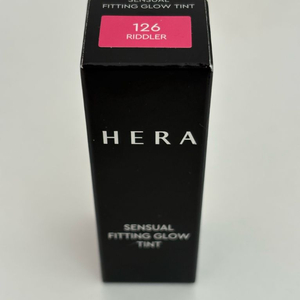 SENSUAL
FITTING GLOW TINT
126
RIDDLER
HERA
SENSUAL
FITTING GLOW
TINT